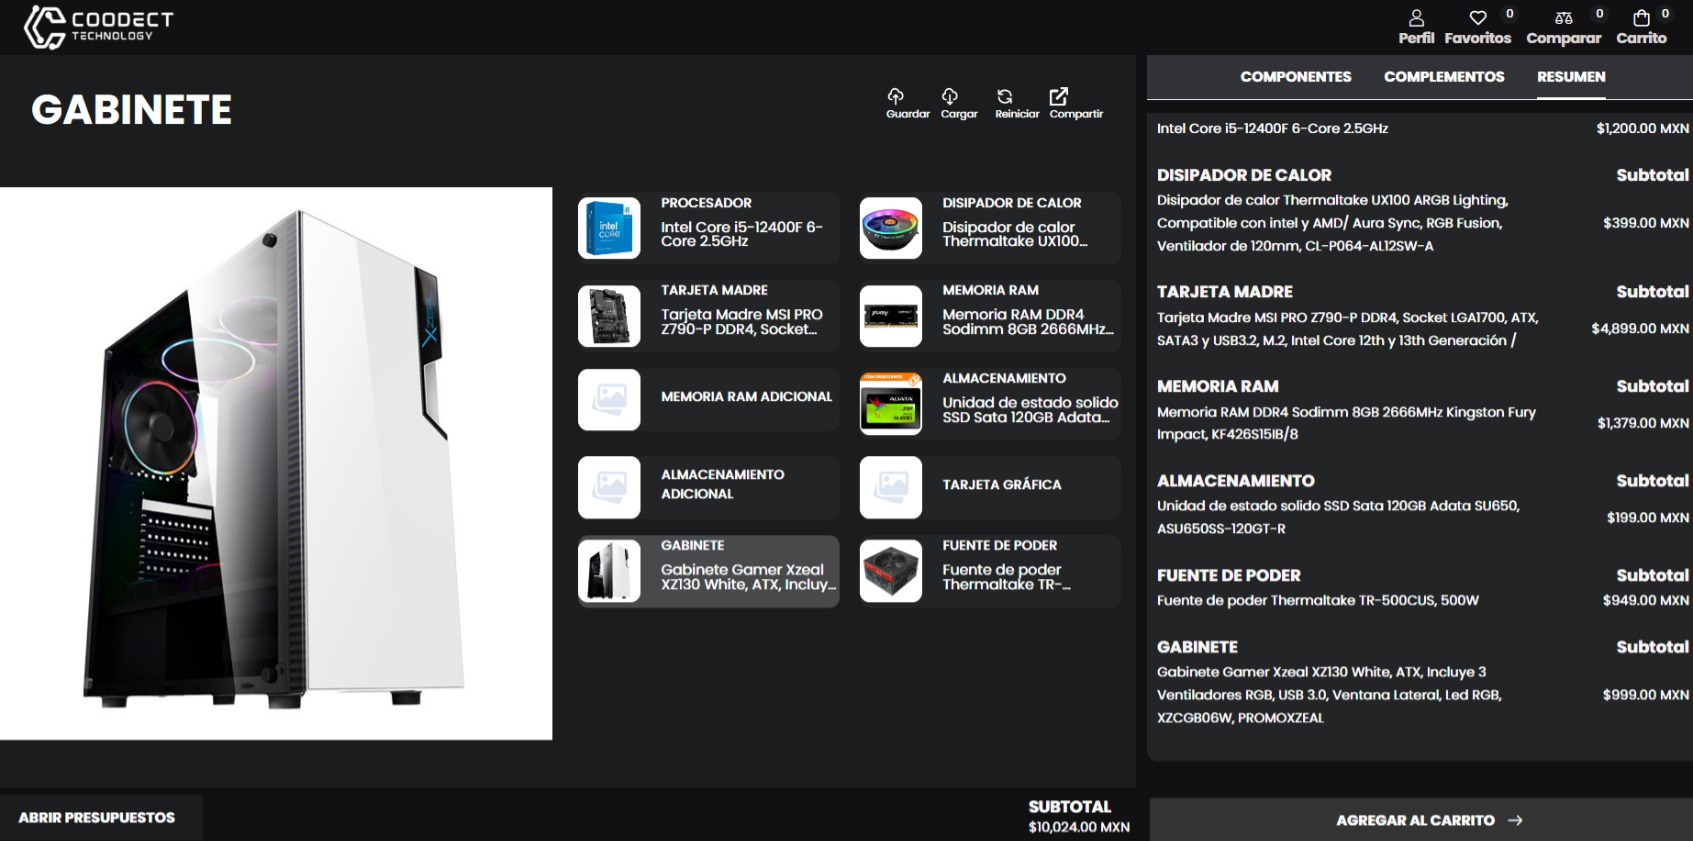 COODECT
TECHNOLOGY
0
0
0
Perfil
Favoritos
Comparar
Carrito
GABINETE
Guardar
Cargar
Reiniciar
Compartir
PROCESADOR
Intel Core i5-12400F 6-
Core 2.5GHz
DISIPADOR DE CALOR
Disipador de calor
Thermaltake UX100...
TARJETA MADRE
Tarjeta Madre MSI PRO
Z790-P DDR4, Socket...
MEMORIA RAM
Memoria RAM DDR4
Sodimm 8GB 2666MHz...
MEMORIA RAM ADICIONAL
ALMACENAMIENTO
Unidad de estado solido
SSD Sata 120GB Adata...
ALMACENAMIENTO
ADICIONAL
TARJETA GRÁFICA
GABINETE
Gabinete Gamer Xzeal
XZ130 White, ATX, Incluy...
FUENTE DE PODER
Fuente de poder
Thermaltake TR-...
COMPONENTES
COMPLEMENTOS
RESUMEN
Intel Core i5-12400F 6-Core 2.5GHz
$1,200.00 MXN
DISIPADOR DE CALOR
Subtotal
Disipador de calor Thermaltake UX100 ARGB Lighting,
Compatible con intel y AMD/ Aura Sync, RGB Fusion,
$399.00 MXN
Ventilador de 120mm, CL-P064-AL12SW-A
TARJETA MADRE
Subtotal
Tarjeta Madre MSI PRO Z790-P DDR4, Socket LGA1700, ATX,
$4,899.00 MXN
SATA3 y USB3.2, M.2, Intel Core 12th y 13th Generación /
MEMORIA RAM
Subtotal
Memoria RAM DDR4 Sodimm 8GB 2666MHz Kingston Fury
$1,379.00 MXN
Impact, KF426S15IB/8
ALMACENAMIENTO
Subtotal
Unidad de estado solido SSD Sata 120GB Adata SU650,
$199.00 MXN
ASU650SS-120GT-R
FUENTE DE PODER
Subtotal
Fuente de poder Thermaltake TR-500CUS, 500W
$949.00 MXN
GABINETE
Subtotal
Gabinete Gamer Xzeal XZ130 White, ATX, Incluye 3
Ventiladores RGB, USB 3.0, Ventana Lateral, Led RGB,
$999.00 MXN
XZCGB06W, PROMOXZEAL
ABRIR PRESUPUESTOS
SUBTOTAL
$10,024.00 MXN
AGREGAR AL CARRITO
XZEAL
intel
CORE
FURY
ADATA